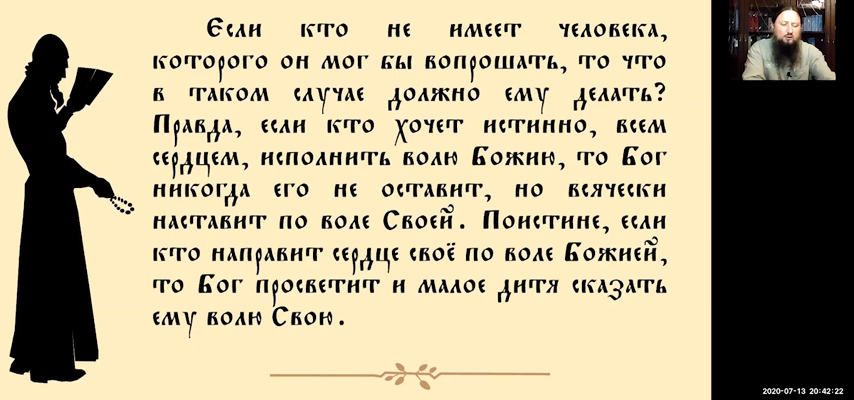 Если кто не имеет человека,
которого он мог бы вопрошать, то что
в таком случае должно ему делать?
Правда, если кто хочет истинно, всем
сердцем, исполнить волю Божию, то Бог
никогда его не оставит, но всячески
наставит по воле Своей. Поистине, если
кто направит сердце своё по воле Божией,
то Бог просветит и малое дитя сказать
ему волю Свою.
2020-07-13 20:42:22